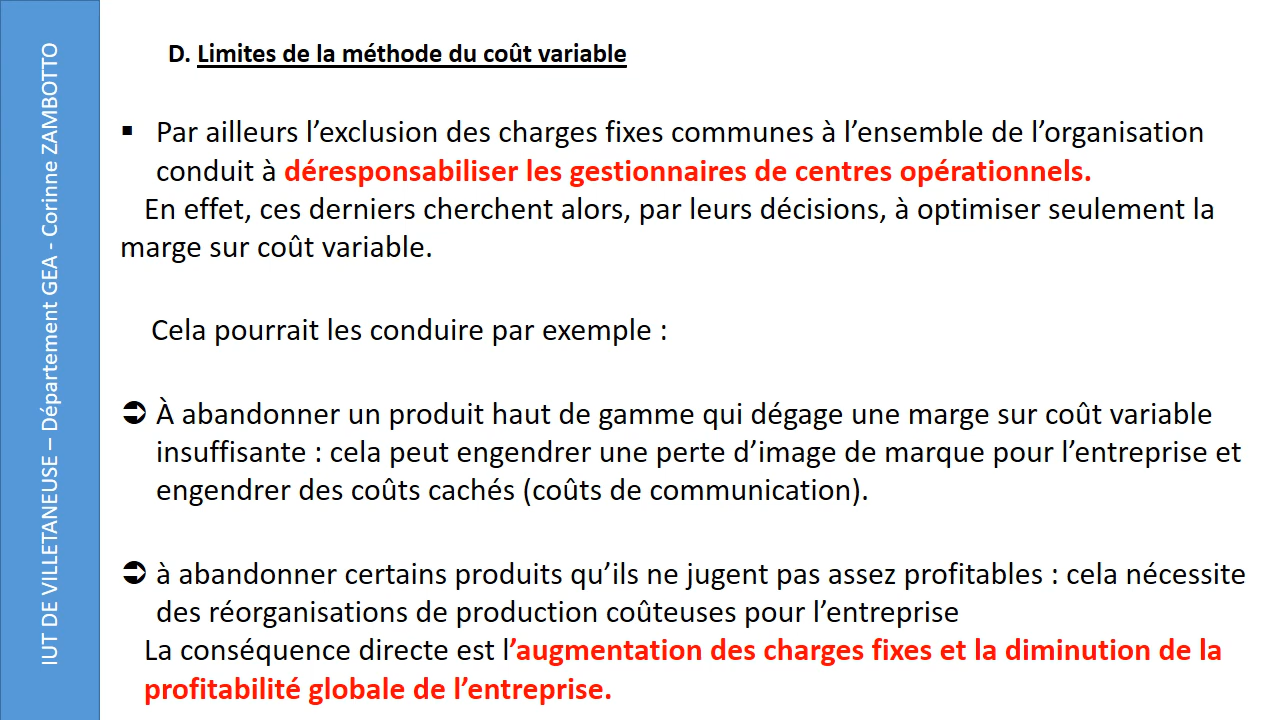 IUT DE VILLETANEUSE – Département GEA - Corinne ZAMBOTTO
D. Limites de la méthode du coût variable
▪ Par ailleurs l’exclusion des charges fixes communes à l’ensemble de l’organisation
conduit à déresponsabiliser les gestionnaires de centres opérationnels.
En effet, ces derniers cherchent alors, par leurs décisions, à optimiser seulement la
marge sur coût variable.
Cela pourrait les conduire par exemple :
➲ À abandonner un produit haut de gamme qui dégage une marge sur coût variable
insuffisante : cela peut engendrer une perte d’image de marque pour l’entreprise et
engendrer des coûts cachés (coûts de communication).
➲ à abandonner certains produits qu’ils ne jugent pas assez profitables : cela nécessite
des réorganisations de production coûteuses pour l’entreprise
La conséquence directe est l’augmentation des charges fixes et la diminution de la
profitabilité globale de l’entreprise.